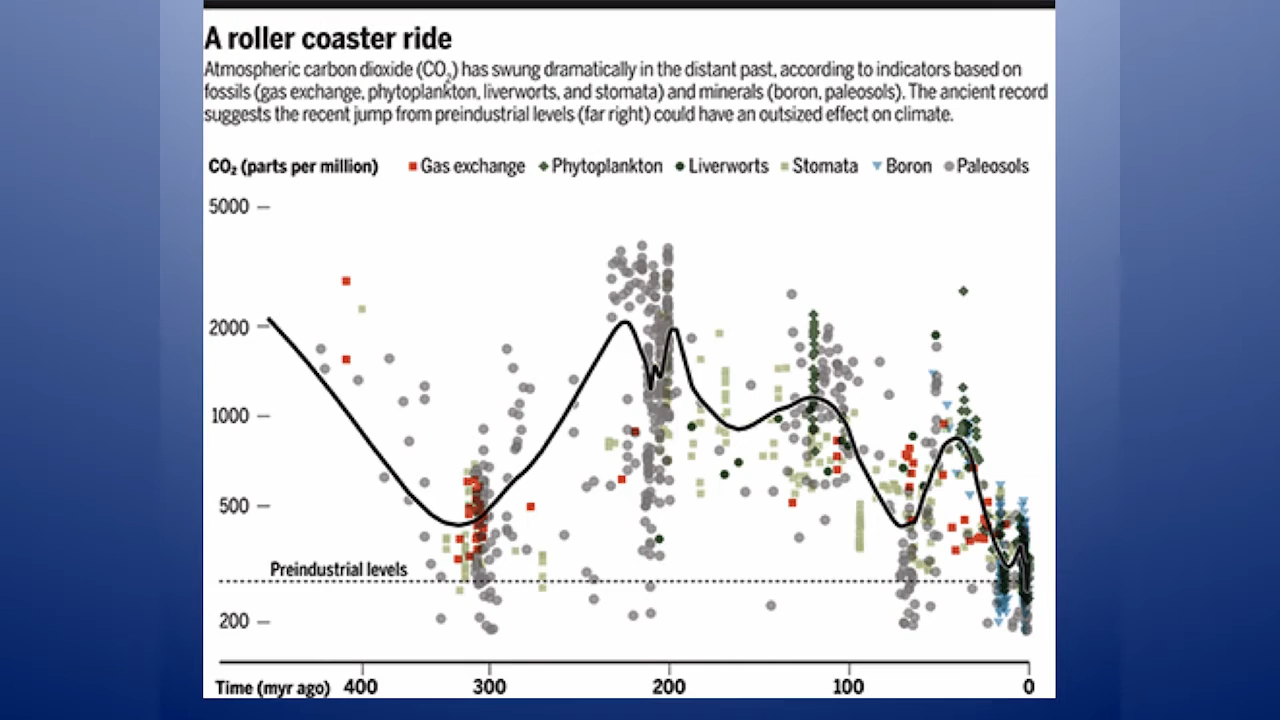 A roller coaster ride
Atmospheric carbon dioxide (CO₂) has swung dramatically in the distant past, according to indicators based on
fossils (gas exchange, phytoplankton, liverworts, and stomata) and minerals (boron, paleosols). The ancient record
suggests the recent jump from preindustrial levels (far right) could have an outsized effect on climate.
CO₂ (parts per million) Gas exchange Phytoplankton Liverworts Stomata Boron Paleosols
5000
2000
1000
500
Preindustrial levels
200
Time (myr ago) 400 300 200 100 0